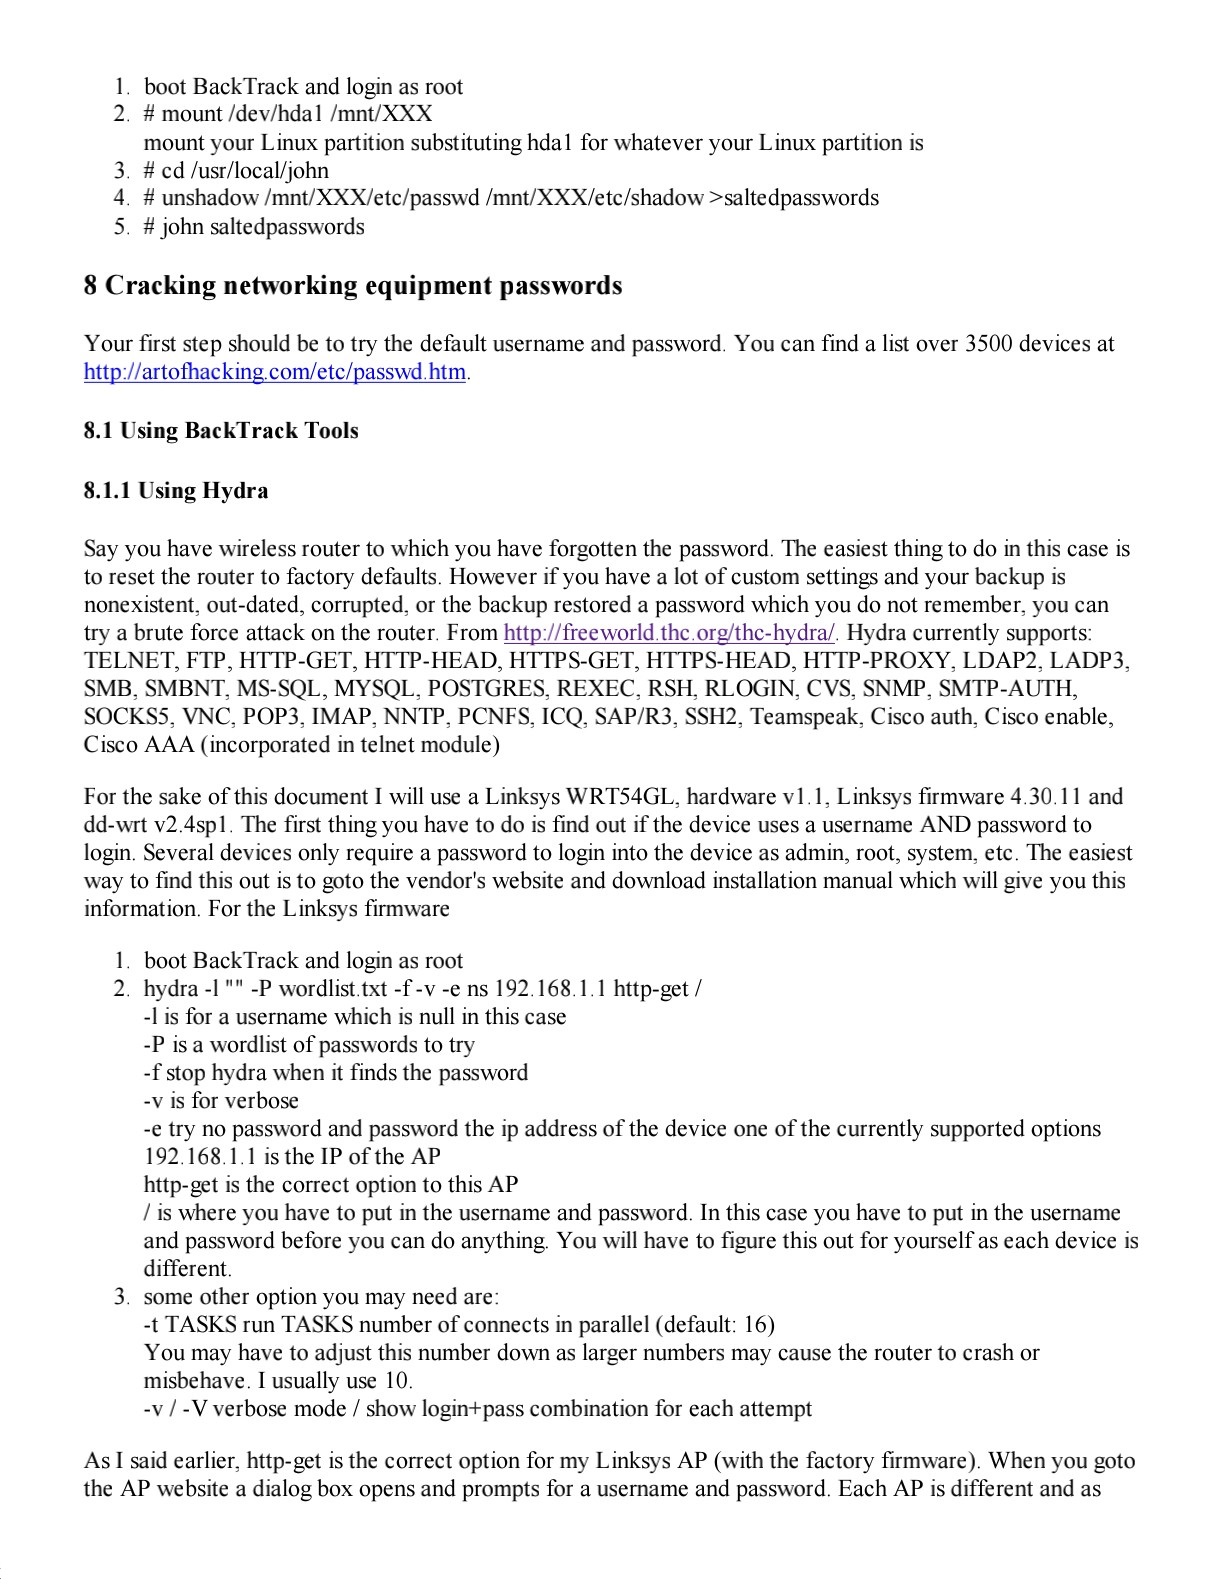 1. boot BackTrack and login as root
2. # mount /dev/hda1 /mnt/XXX
mount your Linux partition substituting hda1 for whatever your Linux partition is
3. # cd /usr/local/john
4. # unshadow /mnt/XXX/etc/passwd /mnt/XXX/etc/shadow >saltedpasswords
5. # john saltedpasswords
8 Cracking networking equipment passwords
Your first step should be to try the default username and password. You can find a list over 3500 devices at
http://artofhacking.com/etc/passwd.htm.
8.1 Using BackTrack Tools
8.1.1 Using Hydra
Say you have wireless router to which you have forgotten the password. The easiest thing to do in this case is
to reset the router to factory defaults. However if you have a lot of custom settings and your backup is
nonexistent, out-dated, corrupted, or the backup restored a password which you do not remember, you can
try a brute force attack on the router. From http://freeworld.thc.org/thc-hydra/. Hydra currently supports:
TELNET, FTP, HTTP-GET, HTTP-HEAD, HTTPS-GET, HTTPS-HEAD, HTTP-PROXY, LDAP2, LADP3,
SMB, SMBNT, MS-SQL, MYSQL, POSTGRES, REXEC, RSH, RLOGIN, CVS, SNMP, SMTP-AUTH,
SOCKS5, VNC, POP3, IMAP, NNTP, PCNFS, ICQ, SAP/R3, SSH2, Teamspeak, Cisco auth, Cisco enable,
Cisco AAA (incorporated in telnet module)
For the sake of this document I will use a Linksys WRT54GL, hardware v1.1, Linksys firmware 4.30.11 and
dd-wrt v2.4sp1. The first thing you have to do is find out if the device uses a username AND password to
login. Several devices only require a password to login into the device as admin, root, system, etc. The easiest
way to find this out is to goto the vendor's website and download installation manual which will give you this
information. For the Linksys firmware
1. boot BackTrack and login as root
2. hydra -l "" -P wordlist.txt -f -v -e ns 192.168.1.1 http-get /
-l is for a username which is null in this case
-P is a wordlist of passwords to try
-f stop hydra when it finds the password
-v is for verbose
-e try no password and password the ip address of the device one of the currently supported options
192.168.1.1 is the IP of the AP
http-get is the correct option to this AP
/ is where you have to put in the username and password. In this case you have to put in the username
and password before you can do anything. You will have to figure this out for yourself as each device is
different.
3. some other option you may need are:
-t TASKS run TASKS number of connects in parallel (default: 16)
You may have to adjust this number down as larger numbers may cause the router to crash or
misbehave. I usually use 10.
-v / -V verbose mode / show login+pass combination for each attempt
As I said earlier, http-get is the correct option for my Linksys AP (with the factory firmware). When you goto
the AP website a dialog box opens and prompts for a username and password. Each AP is different and as